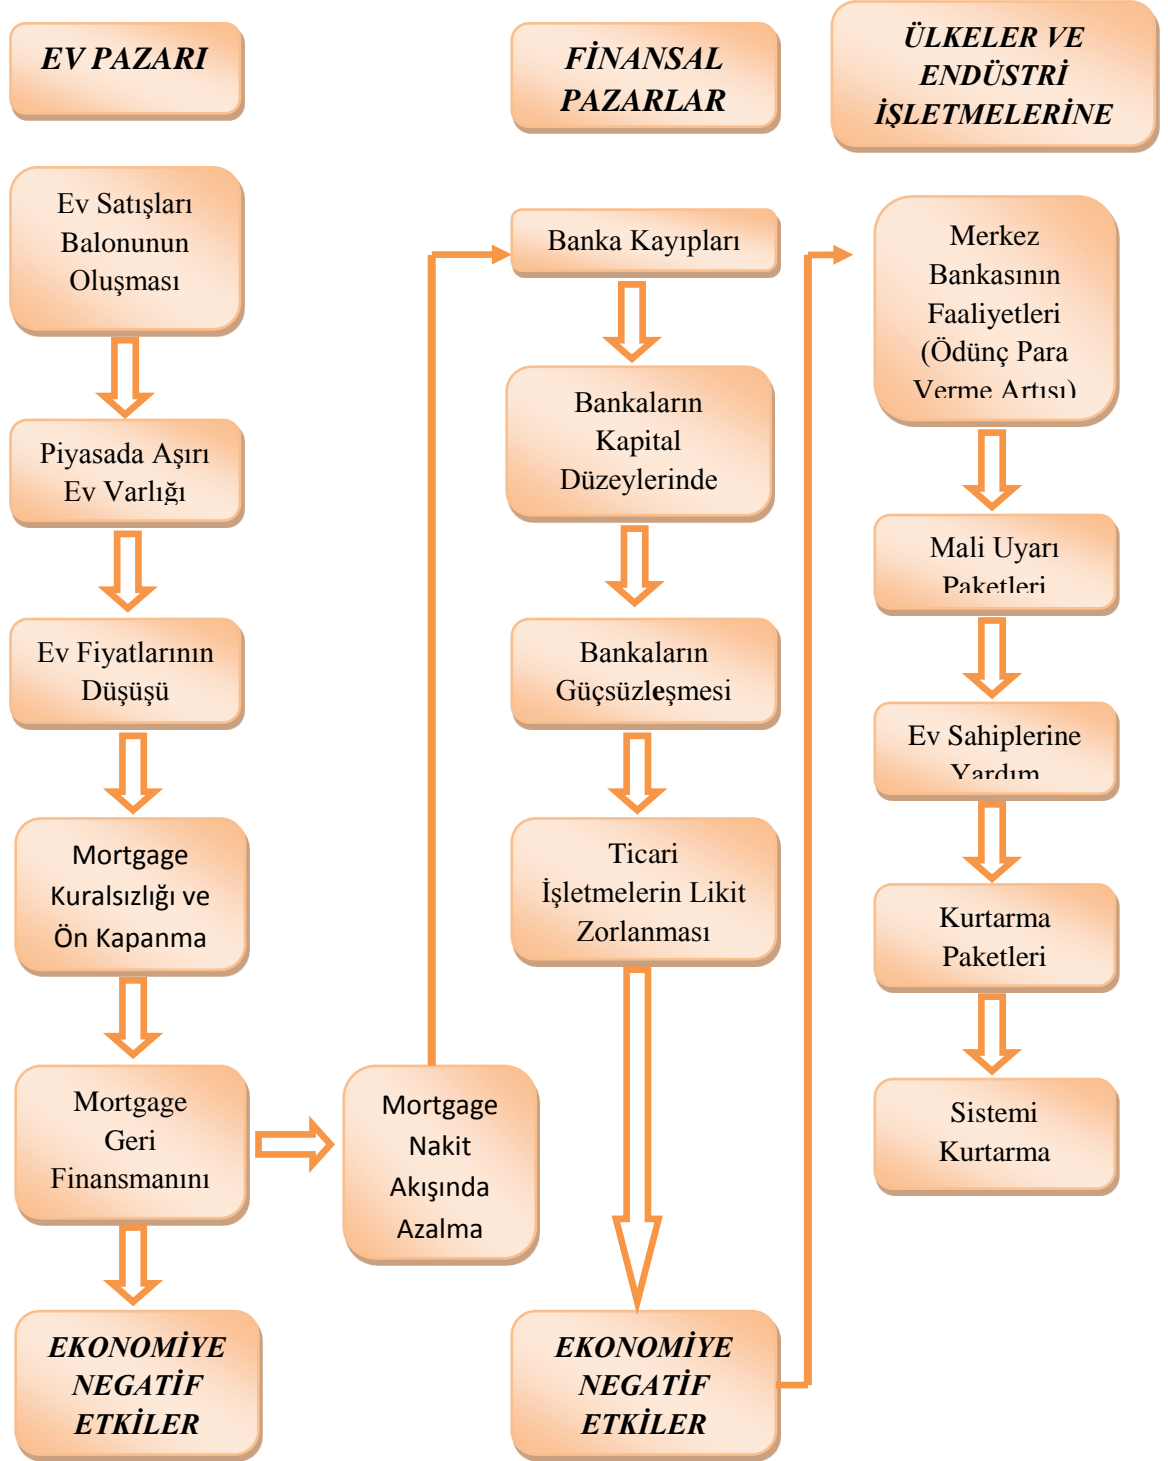 EV PAZARI
Ev Satışları
Balonunun
Oluşması
Piyasada Aşırı
Ev Varlığı
Ev Fiyatlarının
Düşüşü
Mortgage
Kuralsızlığı ve
Ön Kapanma
Mortgage
Geri
Finansmanını
EKONOMİYE
NEGATİF
ETKİLER
Mortgage
Nakit
Akışında
Azalma
FİNANSAL
PAZARLAR
Banka Kayıpları
Bankaların
Kapital
Düzeylerinde
Bankaların
Güçsüzleşmesi
Ticari
İşletmelerin Likit
Zorlanması
EKONOMİYE
NEGATİF
ETKİLER
ÜLKELER VE
ENDÜSTRİ
İŞLETMELERİNE
Merkez
Bankasının
Faaliyetleri
(Ödünç Para
Verme Artışı)
Mali Uyarı
Paketleri
Ev Sahiplerine
Yardım
Kurtarma
Paketleri
Sistemi
Kurtarma